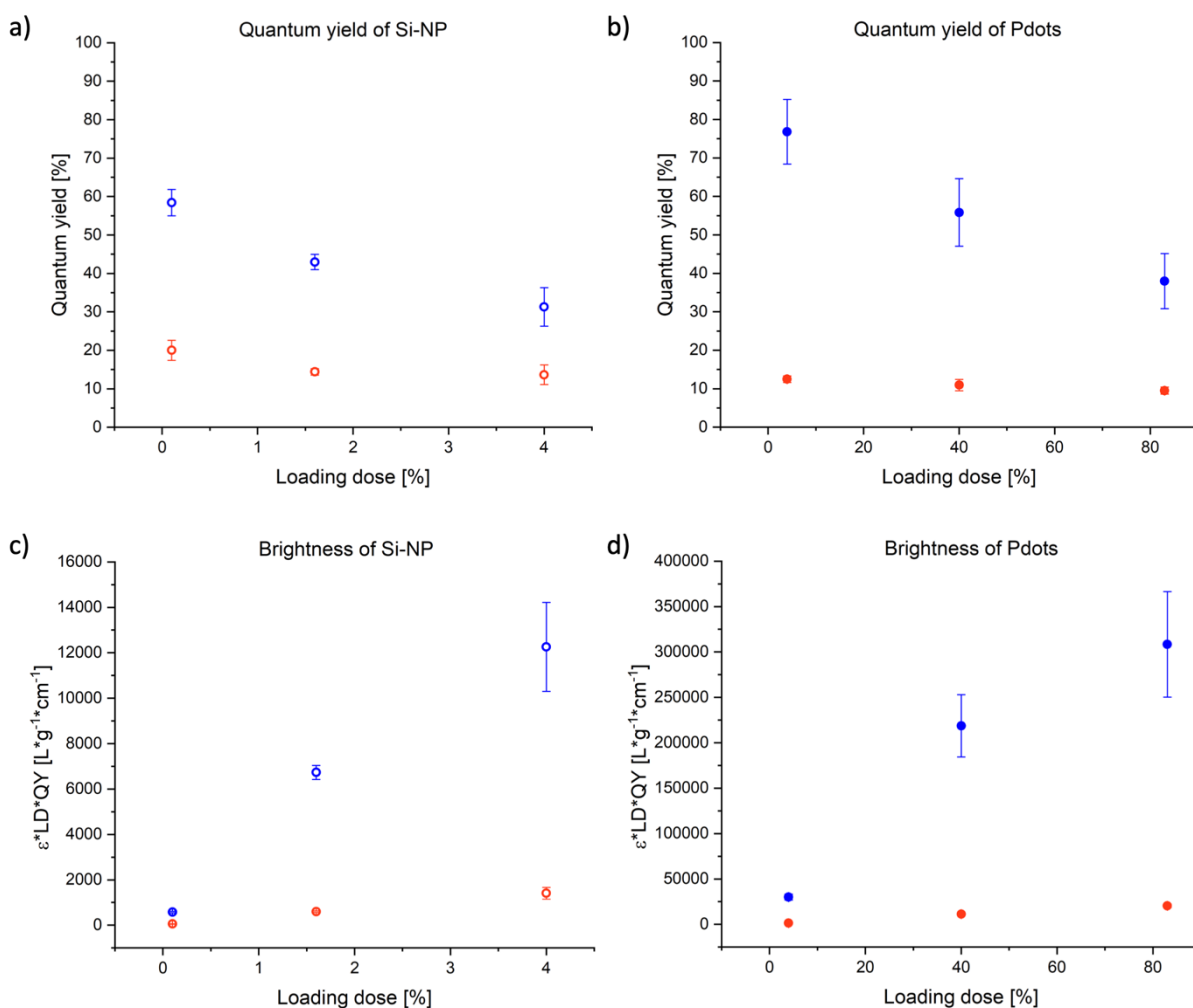 a)
Quantum yield of Si-NP
100
90
80
70
60
50
40
30
20
10
0
Quantum yield [%]
0 1 2 3 4
Loading dose [%]
b)
Quantum yield of Pdots
100
90
80
70
60
50
40
30
20
10
0
Quantum yield [%]
0 20 40 60 80
Loading dose [%]
c)
Brightness of Si-NP
16000
14000
12000
10000
8000
6000
4000
2000
0
ε*LD*QY [L*g⁻¹*cm⁻¹]
0 1 2 3 4
Loading dose [%]
d)
Brightness of Pdots
400000
350000
300000
250000
200000
150000
100000
50000
0
ε*LD*QY [L*g⁻¹*cm⁻¹]
0 20 40 60 80
Loading dose [%]